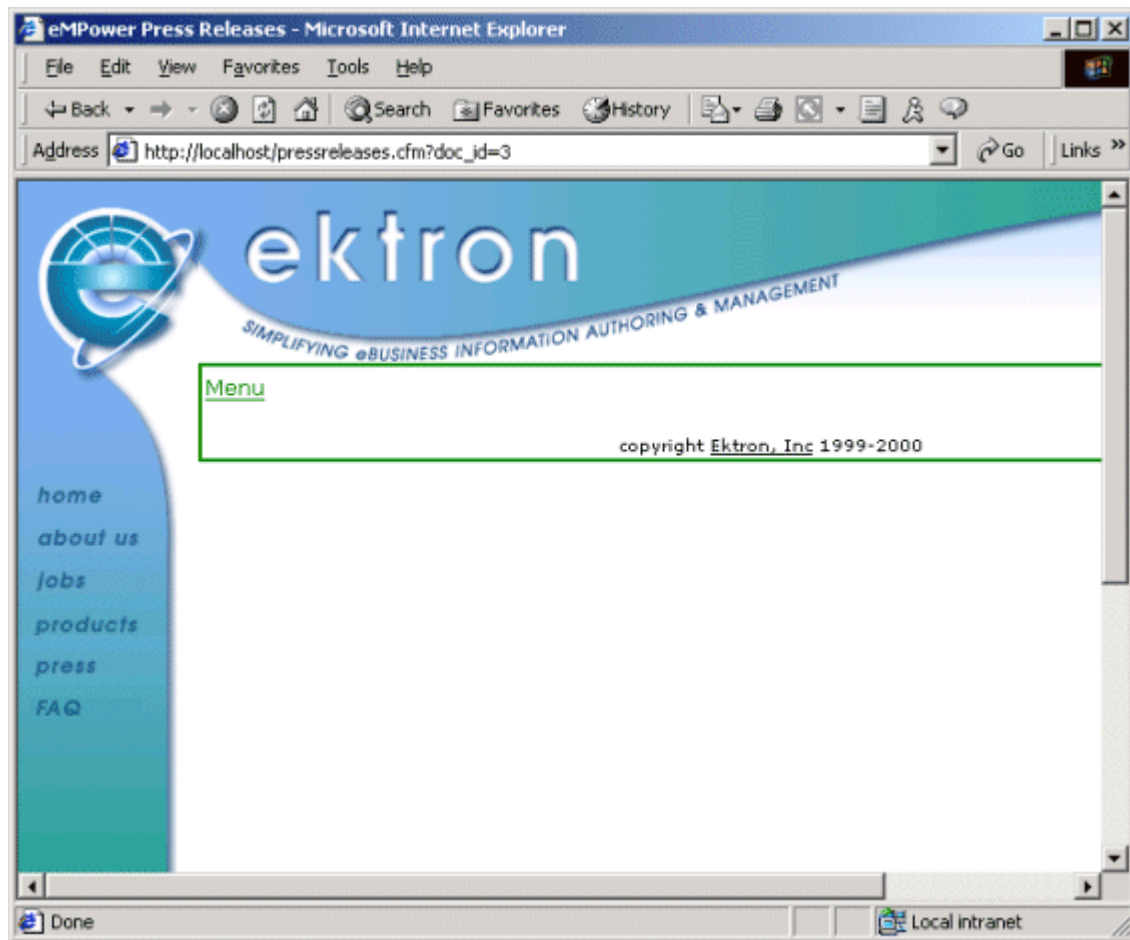 eMPower Press Releases - Microsoft Internet Explorer
File Edit View Favorites Tools Help
Back Search Favorites History
Address http://localhost/pressreleases.cfm?doc_id=3 Go Links »
ektron
SIMPLIFYING eBUSINESS INFORMATION AUTHORING & MANAGEMENT
Menu
copyright Ektron, Inc 1999-2000
home
about us
jobs
products
press
FAQ
Done Local intranet